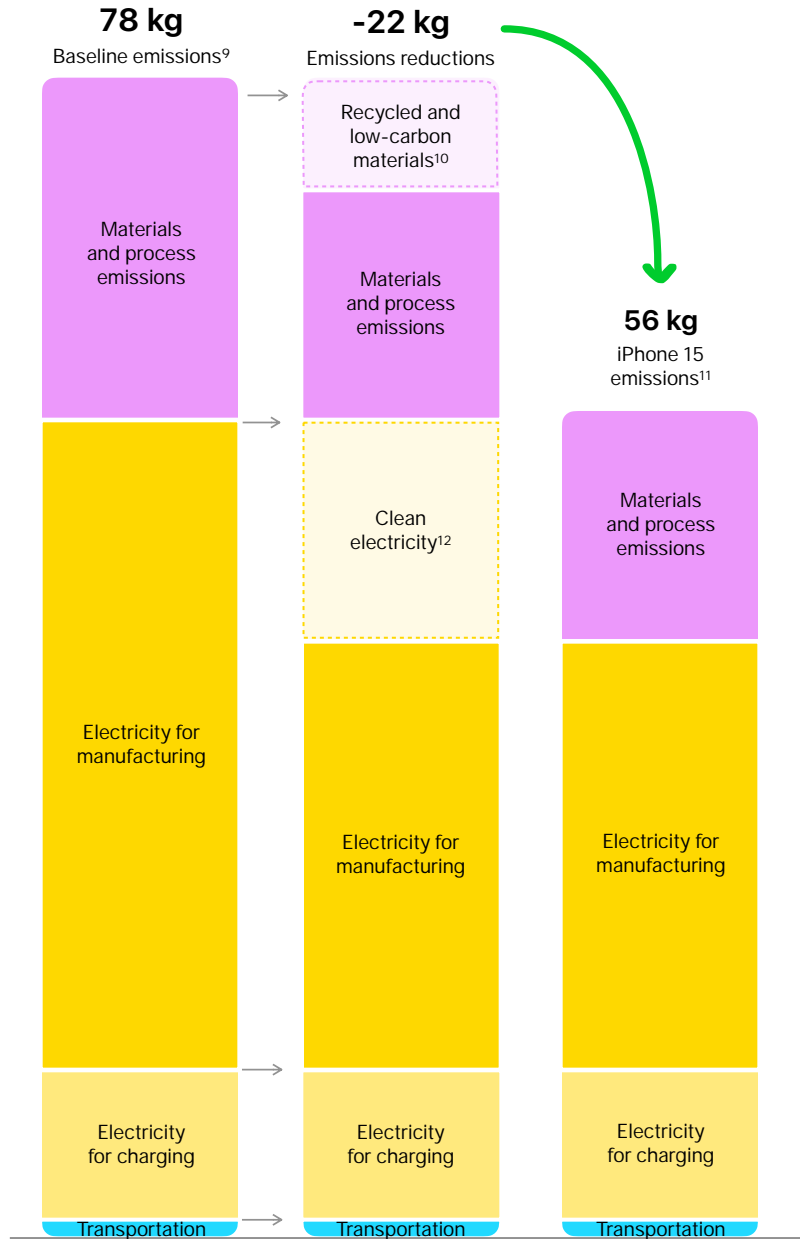 78 kg
Baseline emissions⁹
Materials
and process
emissions
Electricity for
manufacturing
Electricity
for charging
Transportation
-22 kg
Emissions reductions
Recycled and
low-carbon
materials¹⁰
Materials
and process
emissions
Clean
electricity¹²
Electricity for
manufacturing
Electricity
for charging
Transportation
56 kg
iPhone 15
emissions¹¹
Materials
and process
emissions
Electricity for
manufacturing
Electricity
for charging
Transportation